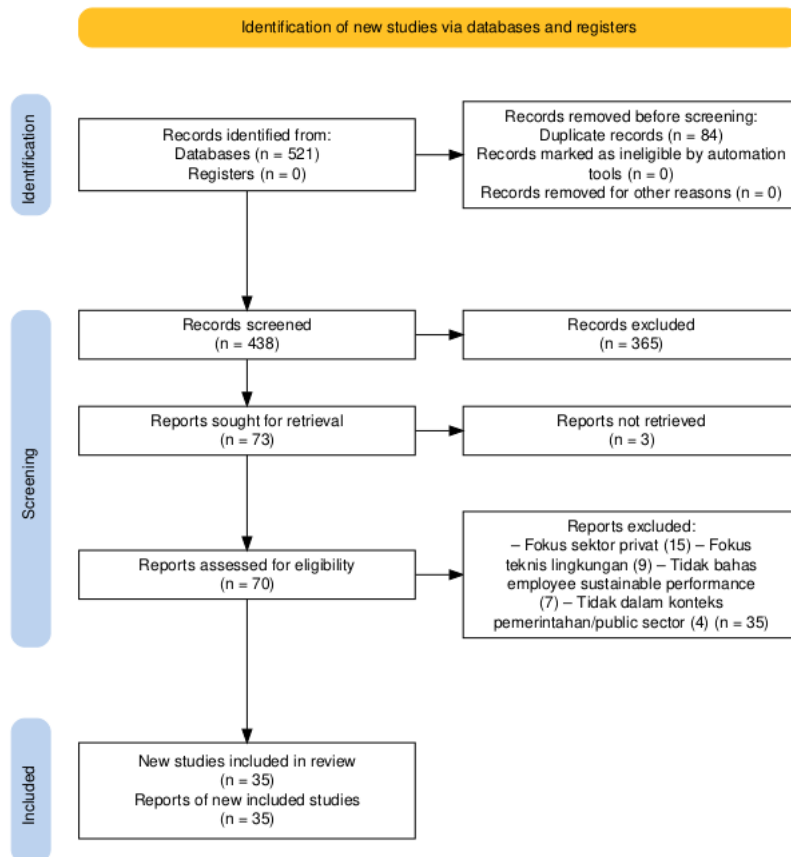 Identification of new studies via databases and registers
Identification
Records identified from:
Databases (n = 521)
Registers (n = 0)
Records removed before screening:
Duplicate records (n = 84)
Records marked as ineligible by automation
tools (n = 0)
Records removed for other reasons (n = 0)
Screening
Records screened
(n = 438)
Records excluded
(n = 365)
Reports sought for retrieval
(n = 73)
Reports not retrieved
(n = 3)
Reports assessed for eligibility
(n = 70)
Reports excluded:
– Fokus sektor privat (15) – Fokus
teknis lingkungan (9) – Tidak bahas
employee sustainable performance
(7) – Tidak dalam konteks
pemerintahan/public sector (4) (n = 35)
Included
New studies included in review
(n = 35)
Reports of new included studies
(n = 35)